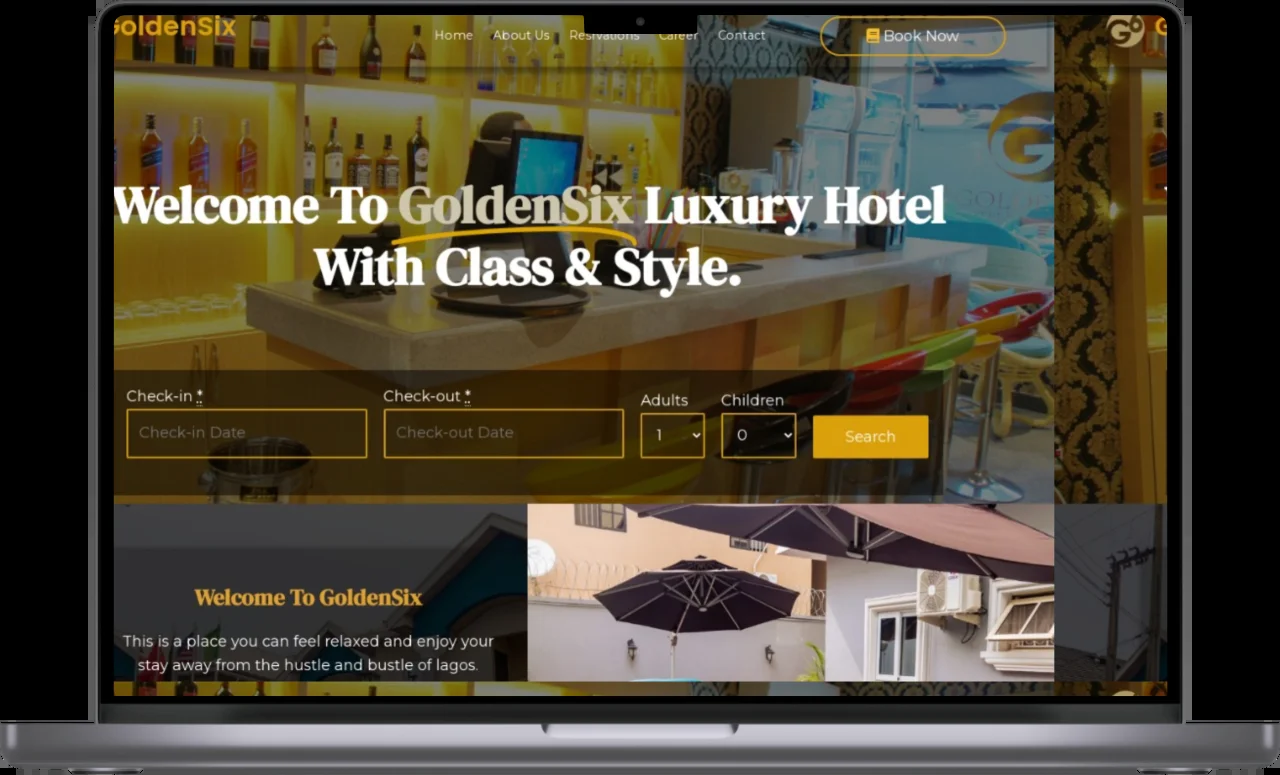 GoldenSix
Home About Us Resirvations Career Contact
Book Now
Welcome To GoldenSix Luxury Hotel
With Class & Style.
Check-in *
Check-out *
Adults
Children
Check-in Date
Check-out Date
1
0
Search
Welcome To GoldenSix
This is a place you can feel relaxed and enjoy your
stay away from the hustle and bustle of lagos.